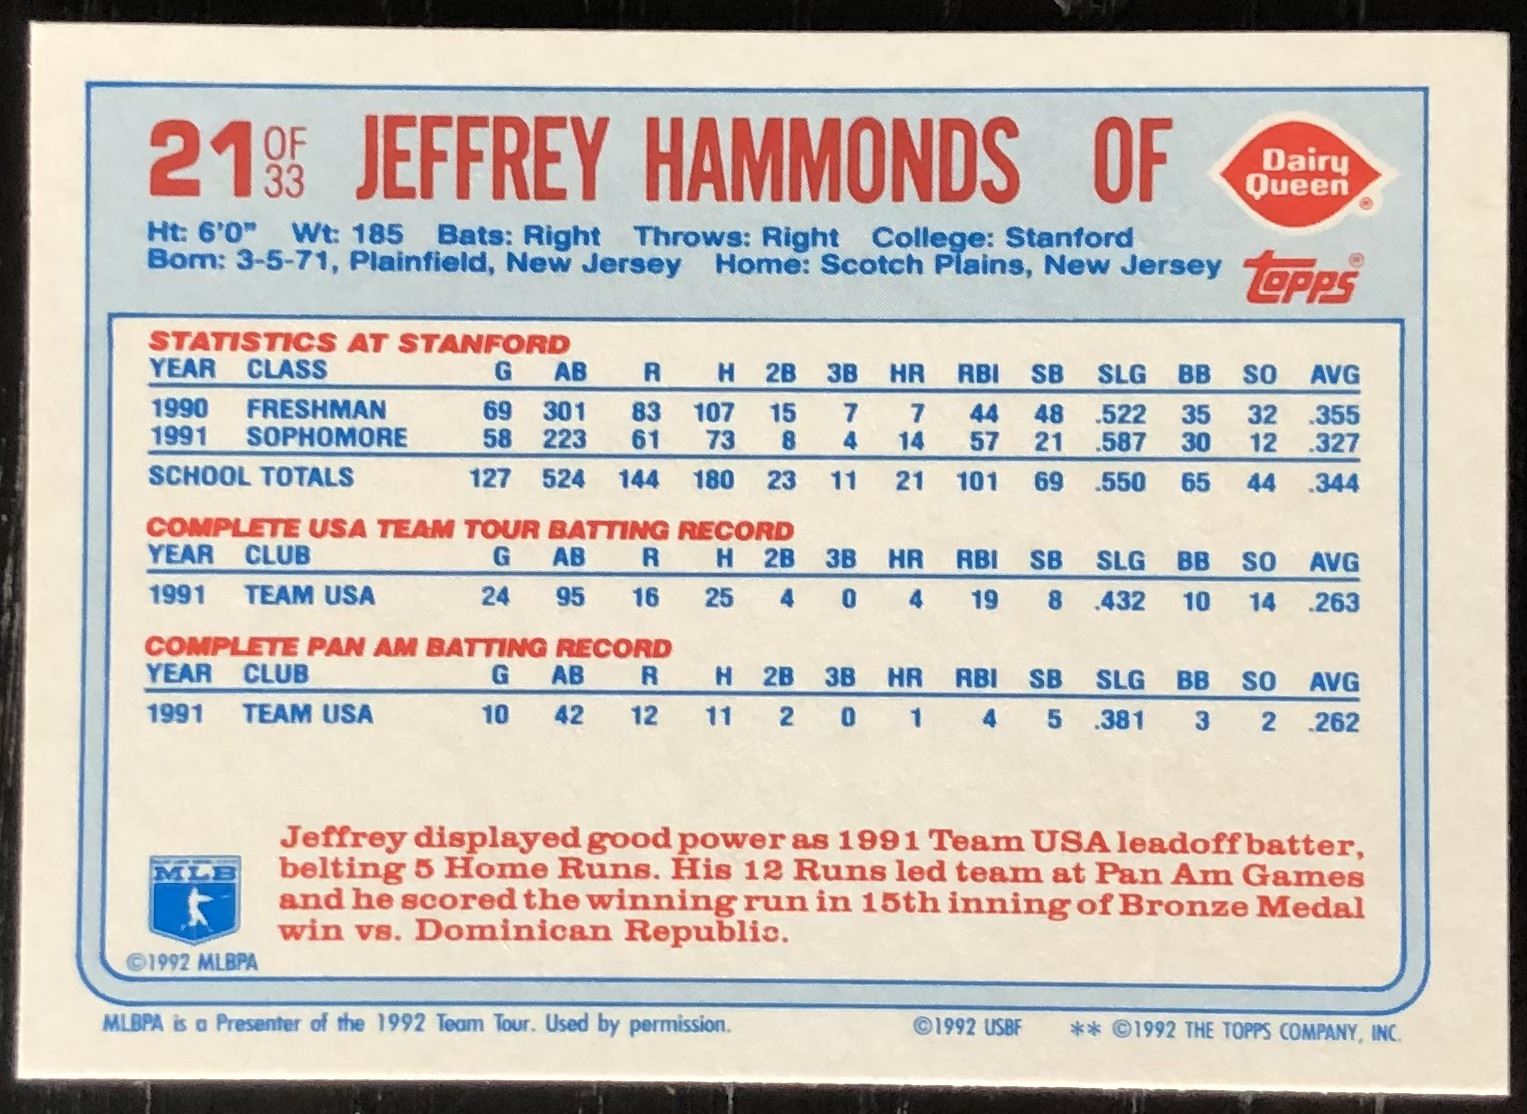 21 OF 33 JEFFREY HAMMONDS OF
Dairy
Queen®
Ht: 6'0" Wt: 185 Bats: Right Throws: Right College: Stanford
Born: 3-5-71, Plainfield, New Jersey Home: Scotch Plains, New Jersey
Topps®
STATISTICS AT STANFORD
YEAR CLASS G AB R H 2B 3B HR RBI SB SLG BB SO AVG
1990 FRESHMAN 69 301 83 107 15 7 7 44 48 .522 35 32 .355
1991 SOPHOMORE 58 223 61 73 8 4 14 57 21 .587 30 12 .327
SCHOOL TOTALS 127 524 144 180 23 11 21 101 69 .550 65 44 .344
COMPLETE USA TEAM TOUR BATTING RECORD
YEAR CLUB G AB R H 2B 3B HR RBI SB SLG BB SO AVG
1991 TEAM USA 24 95 16 25 4 0 4 19 8 .432 10 14 .263
COMPLETE PAN AM BATTING RECORD
YEAR CLUB G AB R H 2B 3B HR RBI SB SLG BB SO AVG
1991 TEAM USA 10 42 12 11 2 0 1 4 5 .381 3 2 .262
Jeffrey displayed good power as 1991 Team USA leadoff batter,
belting 5 Home Runs. His 12 Runs led team at Pan Am Games
and he scored the winning run in 15th inning of Bronze Medal
win vs. Dominican Republic.
MLB
©1992 MLBPA
MLBPA is a Presenter of the 1992 Team Tour. Used by permission. ©1992 USBF ** ©1992 THE TOPPS COMPANY, INC.